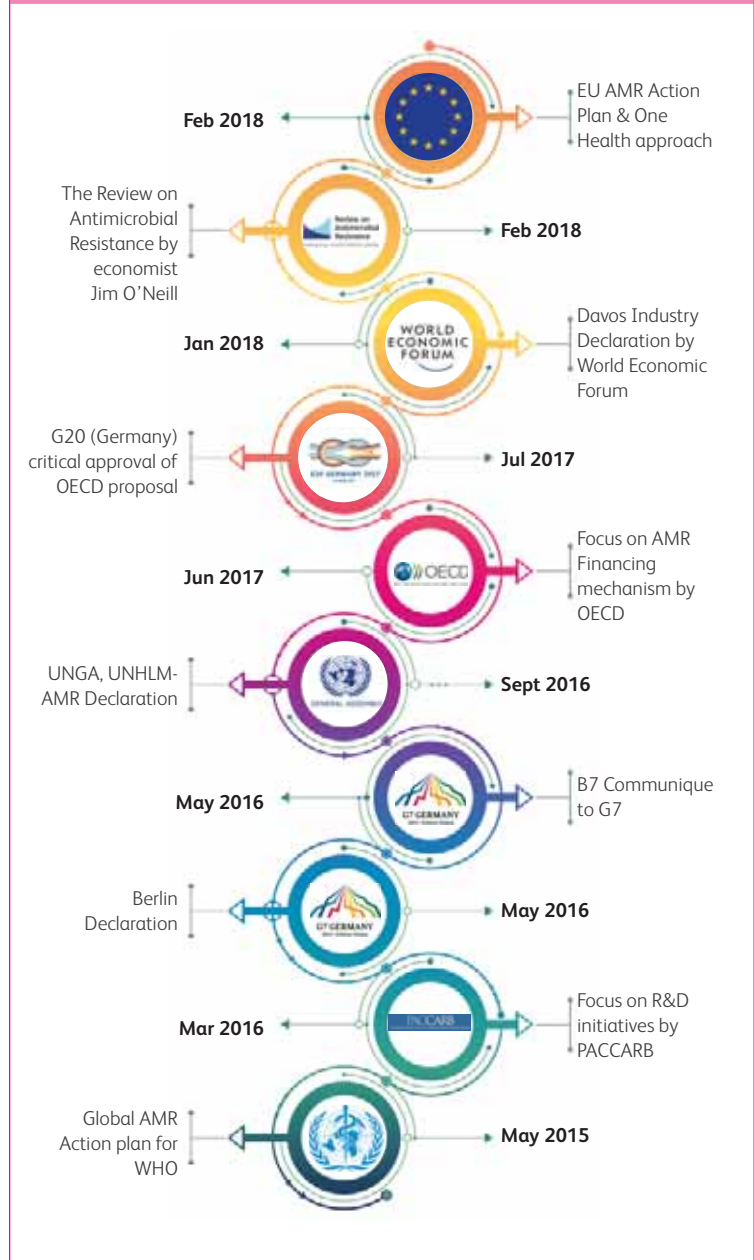 Feb 2018
EU AMR Action
Plan & One
Health approach
The Review on
Antimicrobial
Resistance by
economist
Jim O’Neill
Review on
Antimicrobial
Resistance
Feb 2018
Jan 2018
WORLD
ECONOMIC
FORUM
Davos Industry
Declaration by
World Economic
Forum
G20 (Germany)
critical approval of
OECD proposal
G20 GERMANY 2017
Jul 2017
Jun 2017
OECD
Focus on AMR
Financing
mechanism by
OECD
UNGA, UNHLM-
AMR Declaration
GENERAL ASSEMBLY
Sept 2016
May 2016
G7 GERMANY
B7 Communique
to G7
Berlin
Declaration
G7 GERMANY
May 2016
Mar 2016
PACCARB
Focus on R&D
initiatives by
PACCARB
Global AMR
Action plan for
WHO
May 2015